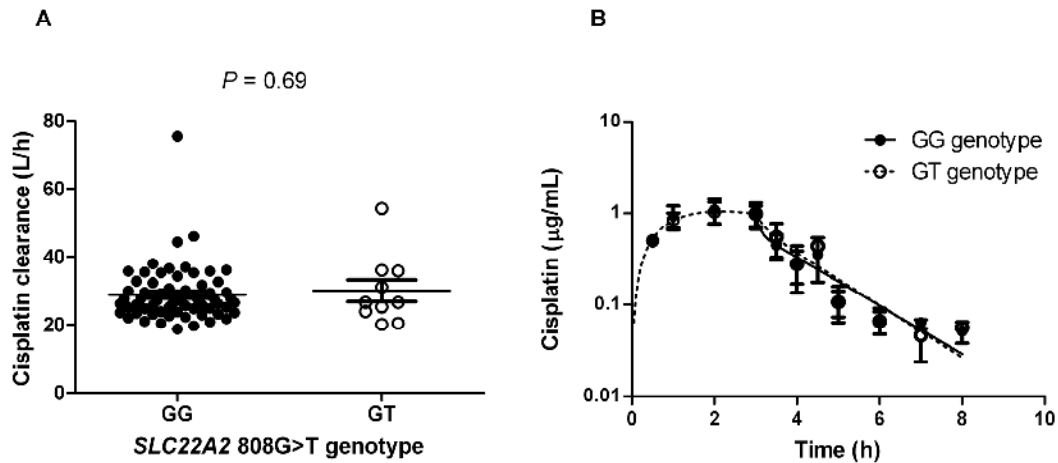 A
P = 0.69
Cisplatin clearance (L/h)
80
60
40
20
0
GG
GT
SLC22A2 808G>T genotype
B
GG genotype
GT genotype
Cisplatin (µg/mL)
10
1
0.1
0.01
0
2
4
6
8
10
Time (h)